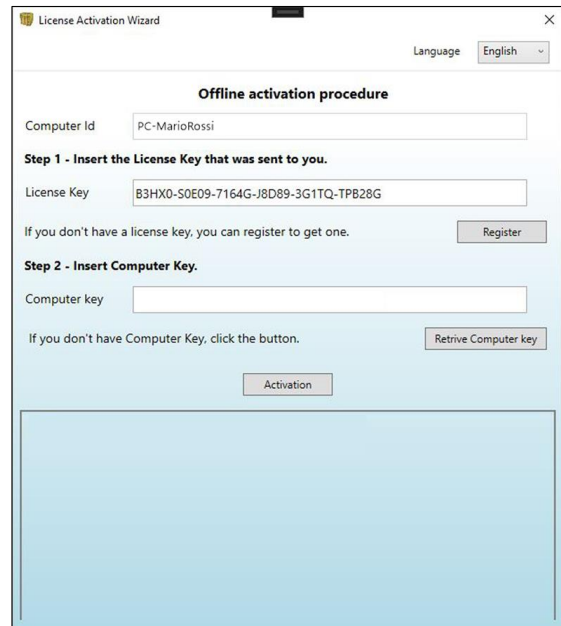 License Activation Wizard
Language English
Offline activation procedure
Computer Id PC-MarioRossi
Step 1 - Insert the License Key that was sent to you.
License Key B3HX0-S0E09-7164G-J8D89-3G1TQ-TPB28G
If you don't have a license key, you can register to get one. Register
Step 2 - Insert Computer Key.
Computer key
If you don't have Computer Key, click the button. Retrive Computer key
Activation